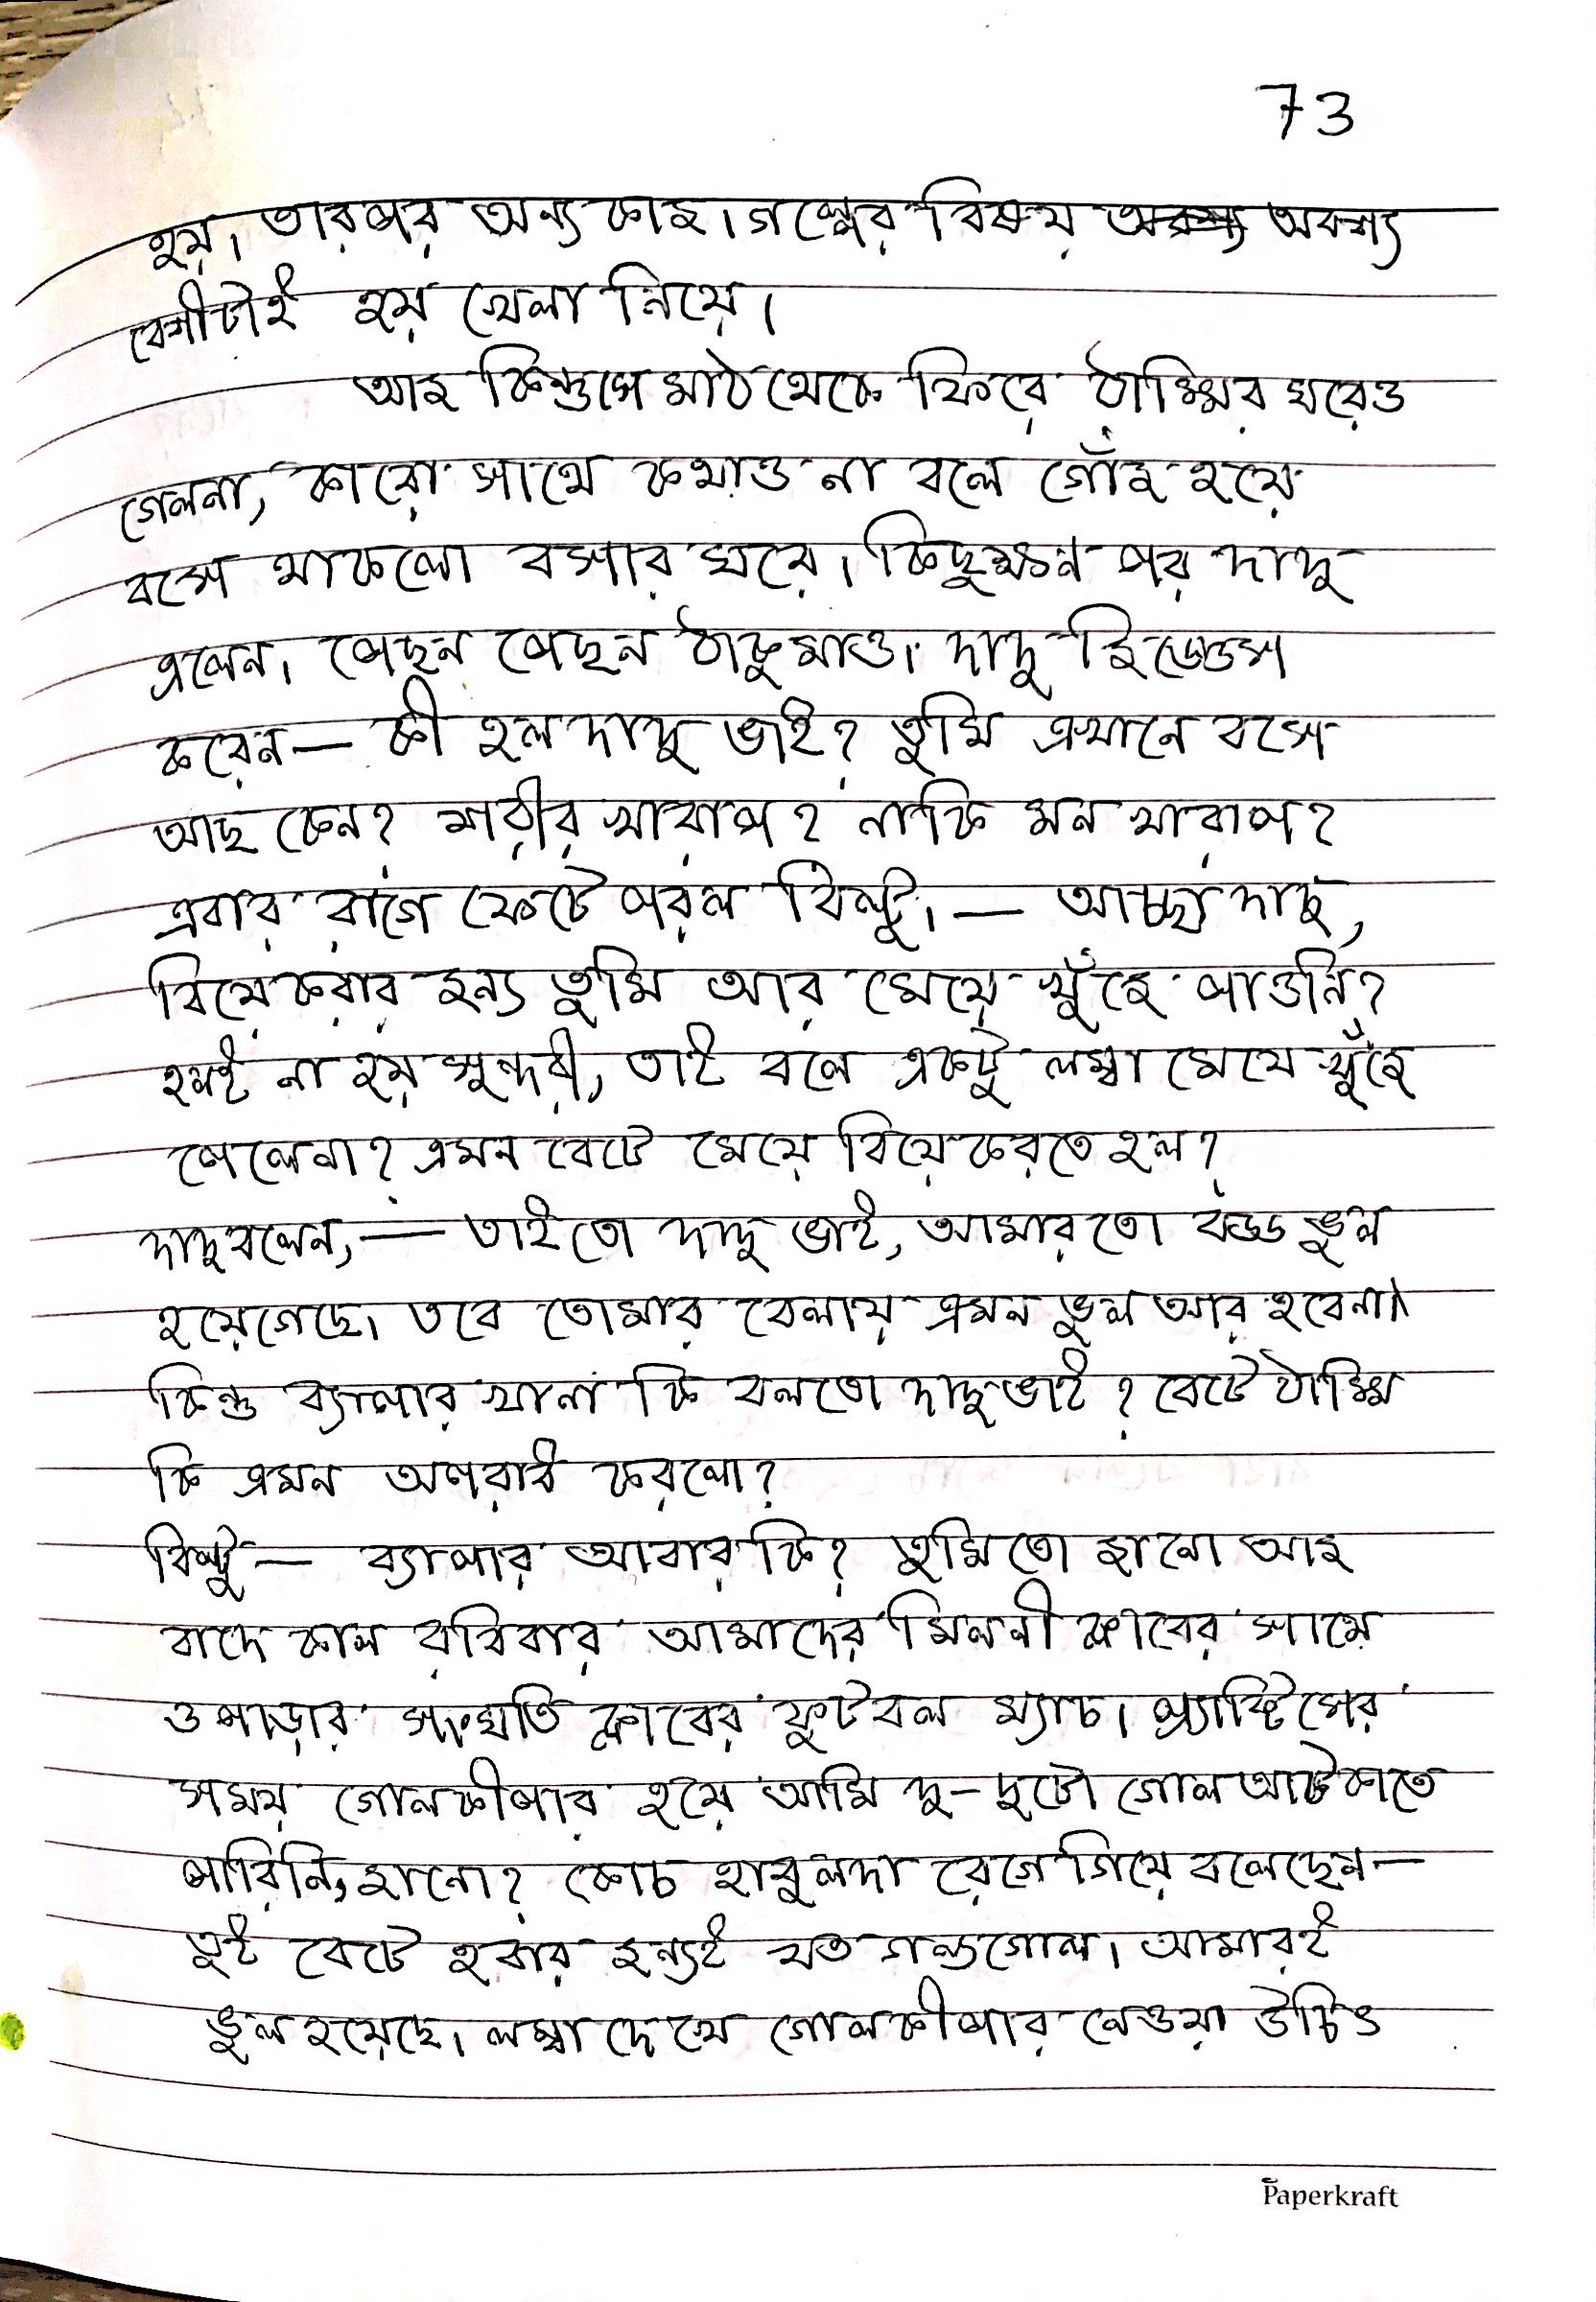 73
হয়। তারপর অন্য কাজ। গল্পের বিষয় অবশ্য
বেশীটাই হয় খেলা নিয়ে।
আজ কিন্তু সে মাঠ থেকে ফিরে ঠাম্মির ঘরেও
গেলনা, কারো সাথে কথাও না বলে গোঁজ হয়ে
বসে থাকলো বসার ঘরে। কিছুক্ষণ পর দাদু
এলেন। পেছন পেছন ঠাকুমাও। দাদু জিজ্ঞেস
করেন— কী হল দাদু ভাই? তুমি এখানে বসে
আছ কেন? শরীর খারাপ? নাকি মন খারাপ?
এবার রাগে ফেটে পরল বিল্টু। — আচ্ছা দাদু,
বিয়ে করার জন্য তুমি আর মেয়ে খুঁজে পাওনি?
হলই না হয় সুন্দরী, তাই বলে একটু লম্বা মেয়ে খুঁজে
পেলেনা? এমন বেটে মেয়ে বিয়ে করতে হল?
দাদু বলেন, — তাইতো দাদু ভাই, আমার তো বড্ড ভুল
হয়ে গেছে। তবে তোমার বেলায় এমন ভুল আর হবেনা।
কিন্তু ব্যাপার খানা কি বলতো দাদুভাই? বেটে ঠাম্মি
কি এমন অপরাধ করলো?
বিল্টু — ব্যাপার আবার কি? তুমি তো জানো আজ
বাদে কাল রবিবার আমাদের মিলনী ক্লাবের সাথে
ওপাড়ার সংহতি ক্লাবের ফুটবল ম্যাচ। প্র্যাক্টিসের
সময় গোলকীপার হয়ে আমি দু-দুটো গোল আটকাতে
পারিনি, জানো? কোচ হাবুলদা রেগে গিয়ে বলেছেন—
তুই বেটে হবার জন্যই যত গন্ডগোল। আমারই
ভুল হয়েছে। লম্বা দেখে গোলকীপার নেওয়া উচিৎ
Paperkraft